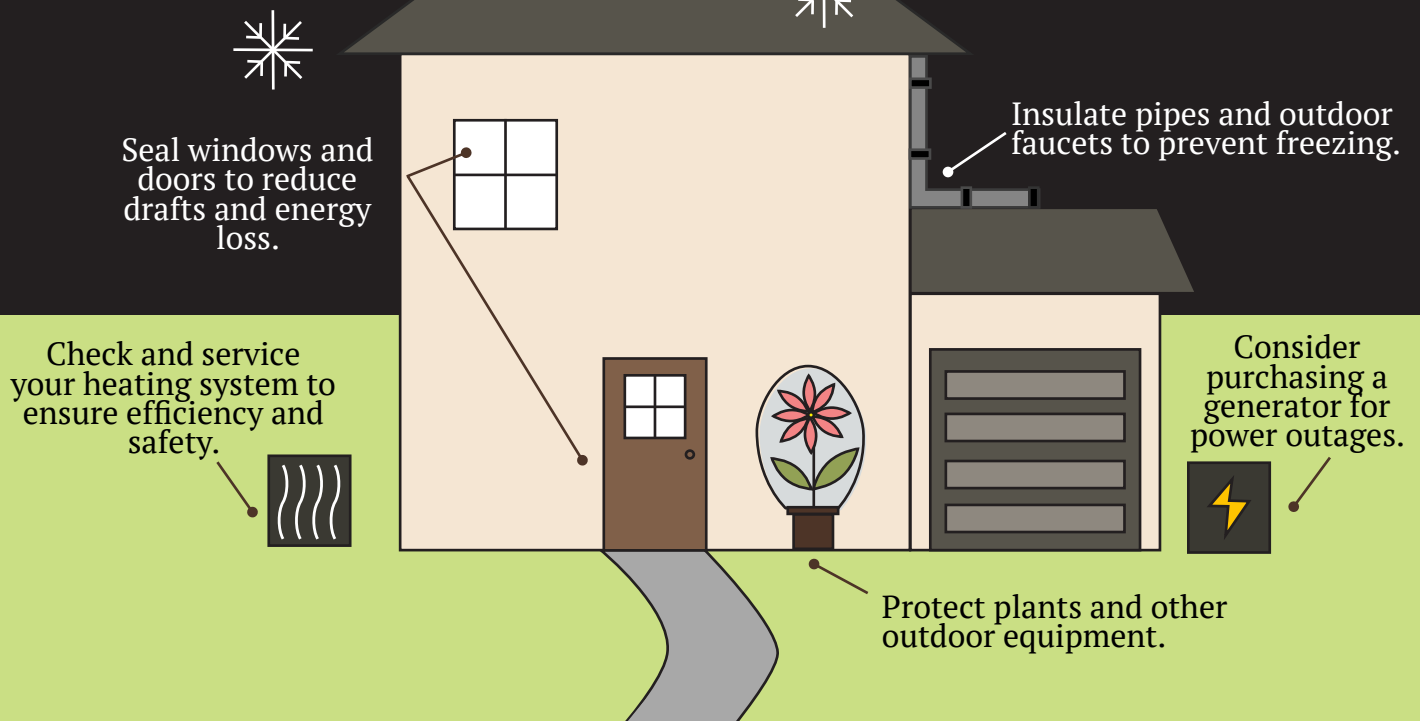 Seal windows and
doors to reduce
drafts and energy
loss.
Insulate pipes and outdoor
faucets to prevent freezing.
Check and service
your heating system to
ensure efficiency and
safety.
Consider
purchasing a
generator for
power outages.
Protect plants and other
outdoor equipment.